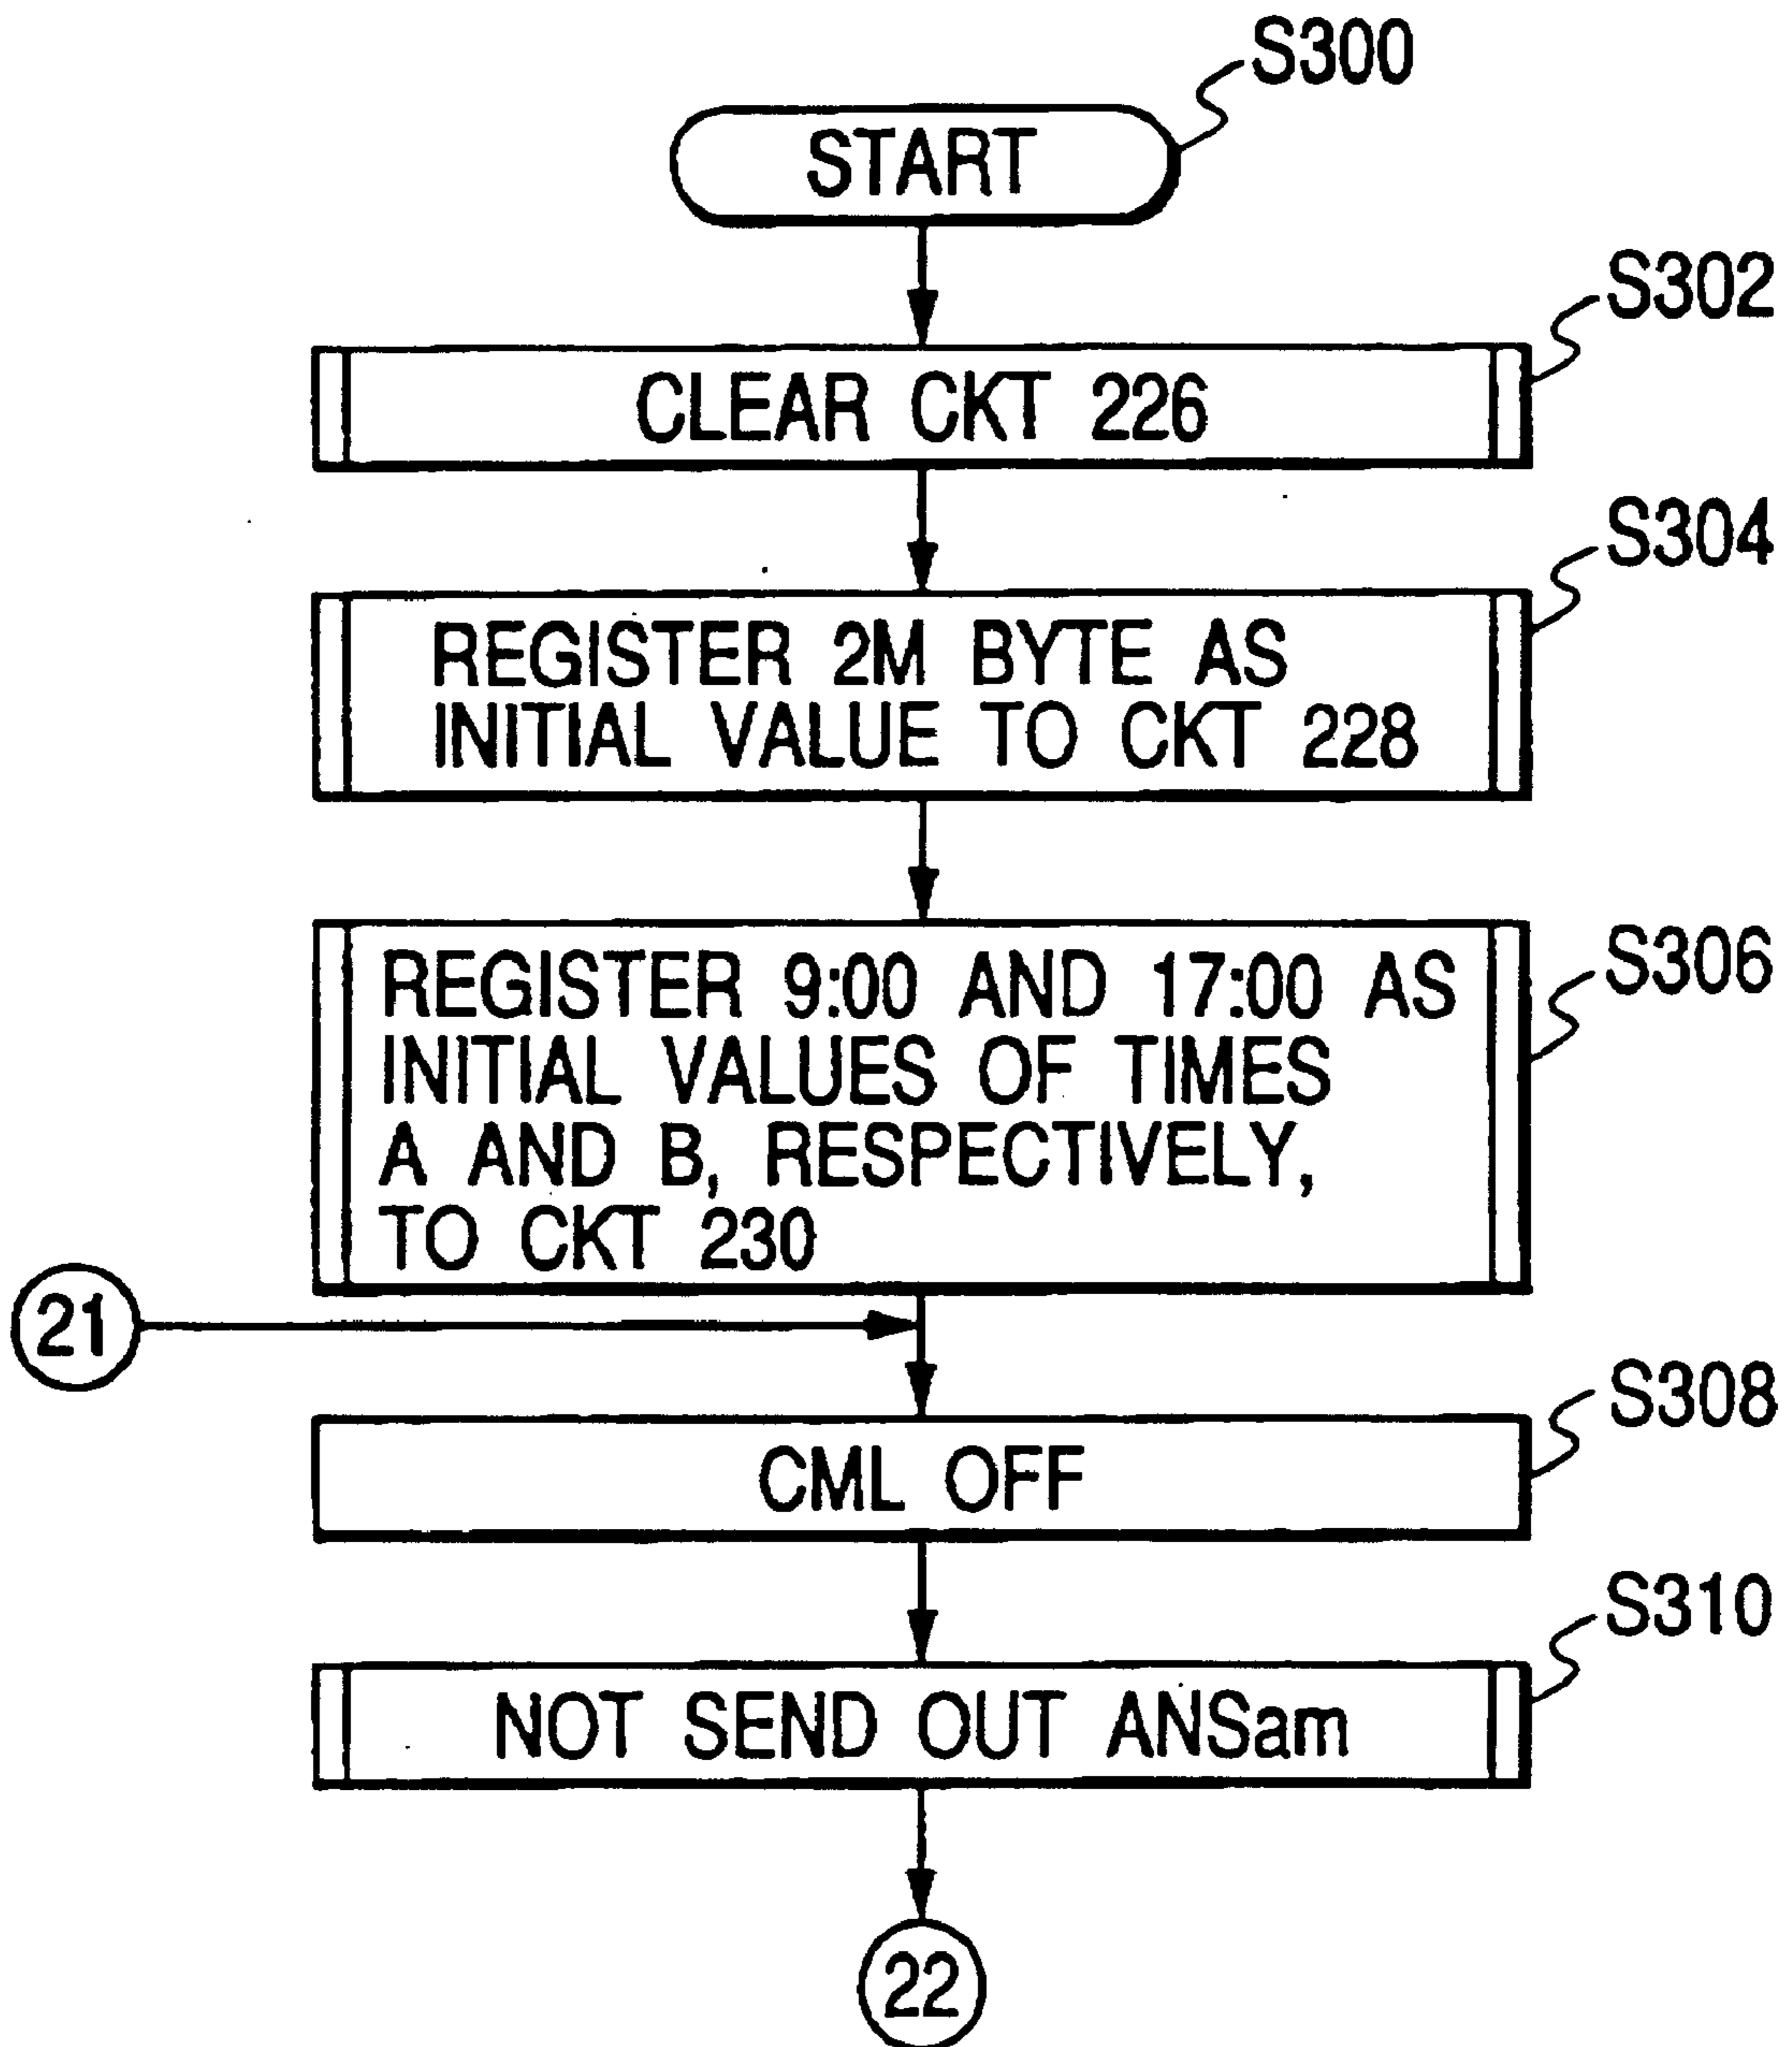 S300
START
S302
CLEAR CKT 226
S304
REGISTER 2M BYTE AS
INITIAL VALUE TO CKT 228
S306
REGISTER 9:00 AND 17:00 AS
INITIAL VALUES OF TIMES
A AND B, RESPECTIVELY,
TO CKT 230
21
S308
CML OFF
S310
NOT SEND OUT ANSam
22